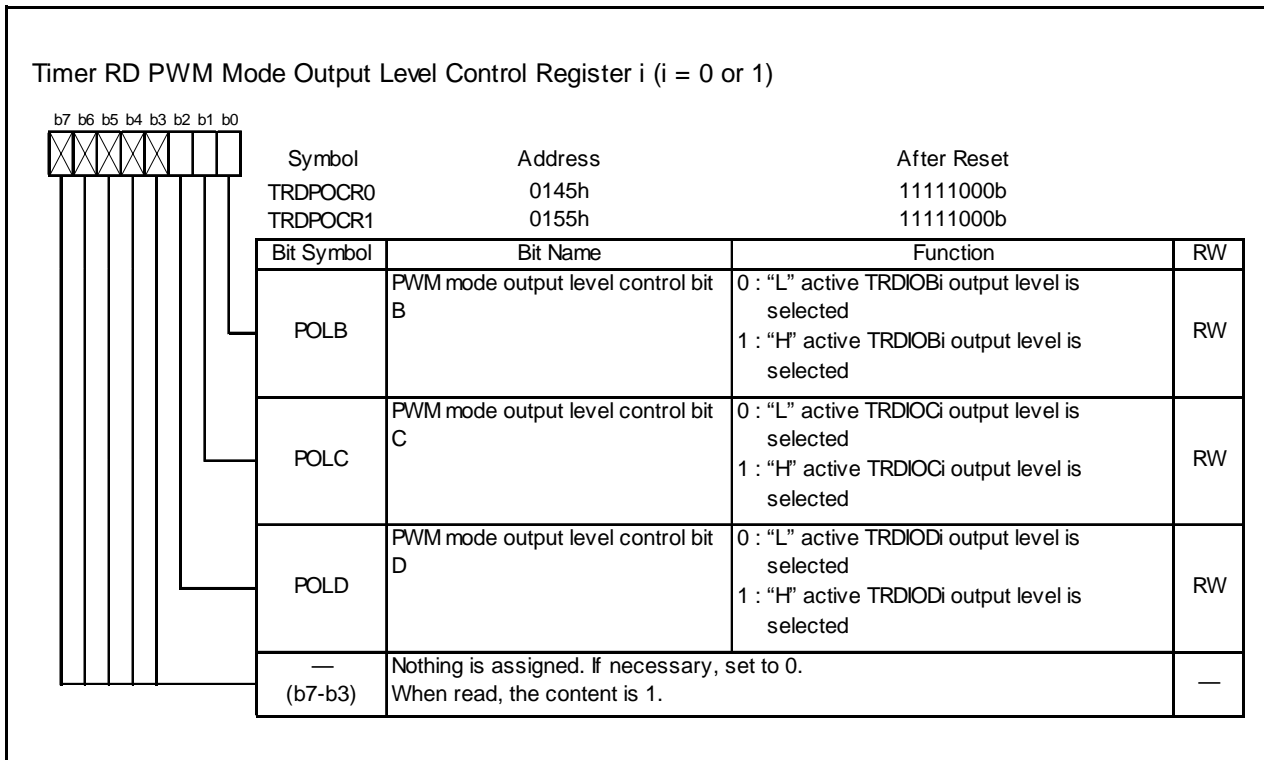 Timer RD PWM Mode Output Level Control Register i (i = 0 or 1)
b7 b6 b5 b4 b3 b2 b1 b0
Symbol Address After Reset
TRDPOCR0 0145h 11111000b
TRDPOCR1 0155h 11111000b
Bit Symbol Bit Name Function RW
POLB PWM mode output level control bit B 0 : “L” active TRDIOBi output level is
selected
1 : “H” active TRDIOBi output level is
selected RW
POLC PWM mode output level control bit C 0 : “L” active TRDIOCi output level is
selected
1 : “H” active TRDIOCi output level is
selected RW
POLD PWM mode output level control bit D 0 : “L” active TRDIODi output level is
selected
1 : “H” active TRDIODi output level is
selected RW
— Nothing is assigned. If necessary, set to 0.
(b7-b3) When read, the content is 1. —